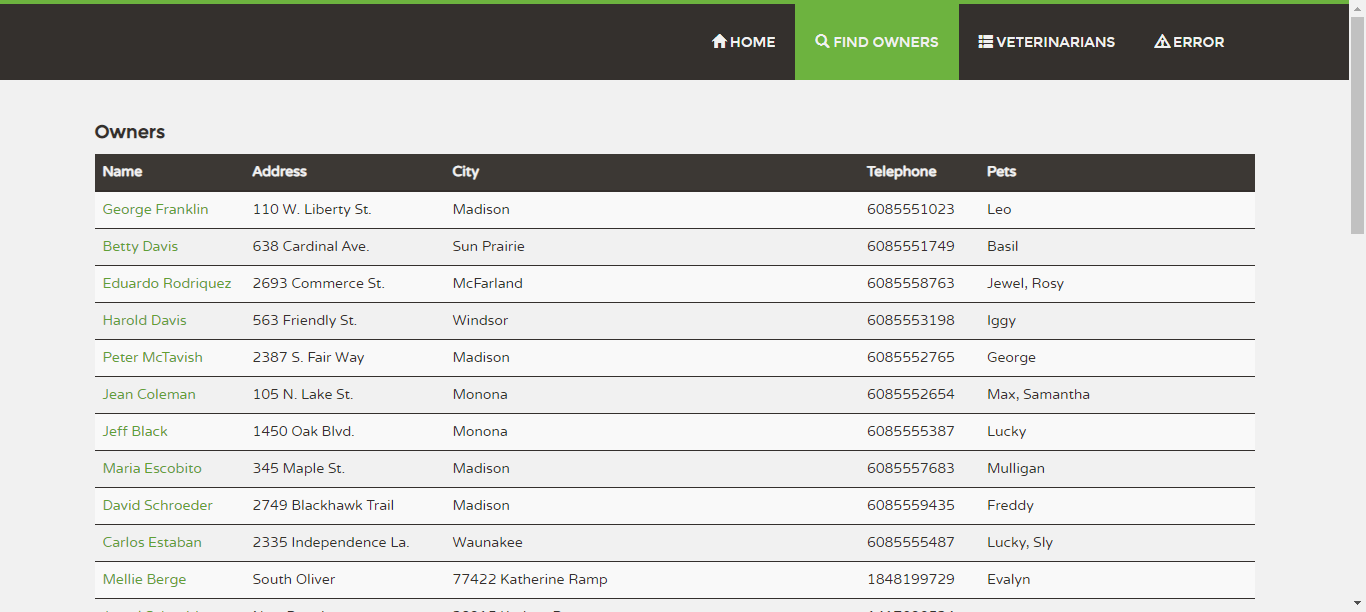 HOME FIND OWNERS VETERINARIANS ERROR
Owners
Name Address City Telephone Pets
George Franklin 110 W. Liberty St. Madison 6085551023 Leo
Betty Davis 638 Cardinal Ave. Sun Prairie 6085551749 Basil
Eduardo Rodriquez 2693 Commerce St. McFarland 6085558763 Jewel, Rosy
Harold Davis 563 Friendly St. Windsor 6085553198 Iggy
Peter McTavish 2387 S. Fair Way Madison 6085552765 George
Jean Coleman 105 N. Lake St. Monona 6085552654 Max, Samantha
Jeff Black 1450 Oak Blvd. Monona 6085555387 Lucky
Maria Escobito 345 Maple St. Madison 6085557683 Mulligan
David Schroeder 2749 Blackhawk Trail Madison 6085559435 Freddy
Carlos Estaban 2335 Independence La. Waunakee 6085555487 Lucky, Sly
Mellie Berge South Oliver 77422 Katherine Ramp 1848199729 Evalyn